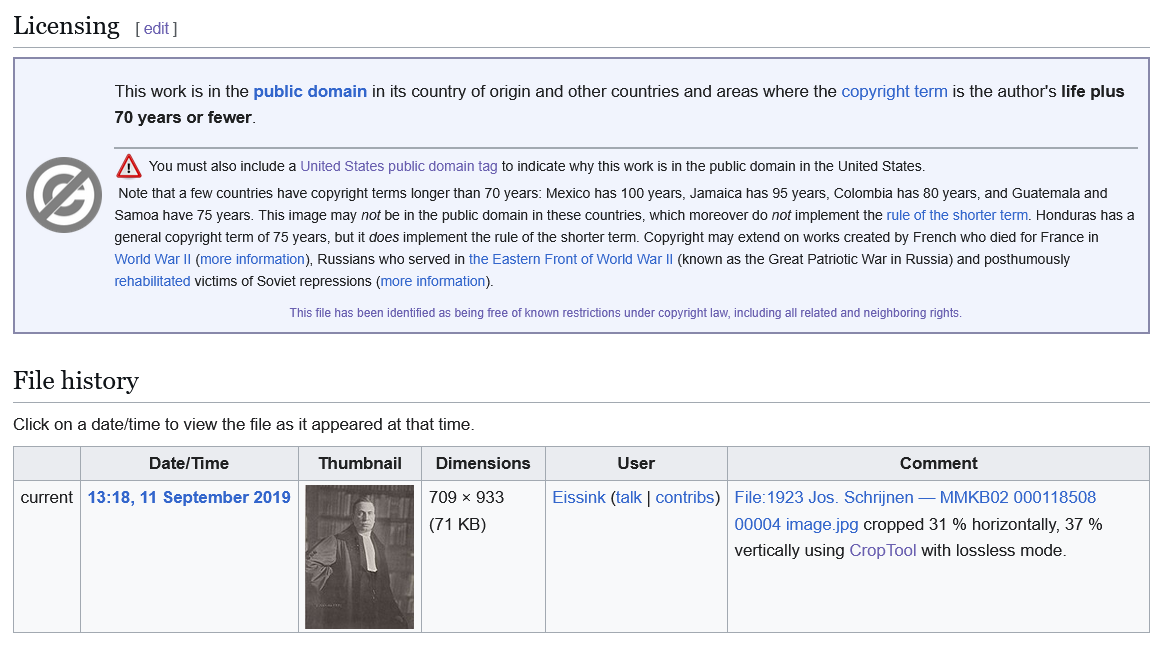 Licensing [ edit ]
This work is in the public domain in its country of origin and other countries and areas where the copyright term is the author's life plus
70 years or fewer.
You must also include a United States public domain tag to indicate why this work is in the public domain in the United States.
Note that a few countries have copyright terms longer than 70 years: Mexico has 100 years, Jamaica has 95 years, Colombia has 80 years, and Guatemala and
Samoa have 75 years. This image may not be in the public domain in these countries, which moreover do not implement the rule of the shorter term. Honduras has a
general copyright term of 75 years, but it does implement the rule of the shorter term. Copyright may extend on works created by French who died for France in
World War II (more information), Russians who served in the Eastern Front of World War II (known as the Great Patriotic War in Russia) and posthumously
rehabilitated victims of Soviet repressions (more information).
This file has been identified as being free of known restrictions under copyright law, including all related and neighboring rights.
File history
Click on a date/time to view the file as it appeared at that time.
Date/Time Thumbnail Dimensions User Comment
current 13:18, 11 September 2019 709 × 933 Eissink (talk | contribs) File:1923 Jos. Schrijnen — MMKB02 000118508
(71 KB) 00004 image.jpg cropped 31 % horizontally, 37 %
vertically using CropTool with lossless mode.